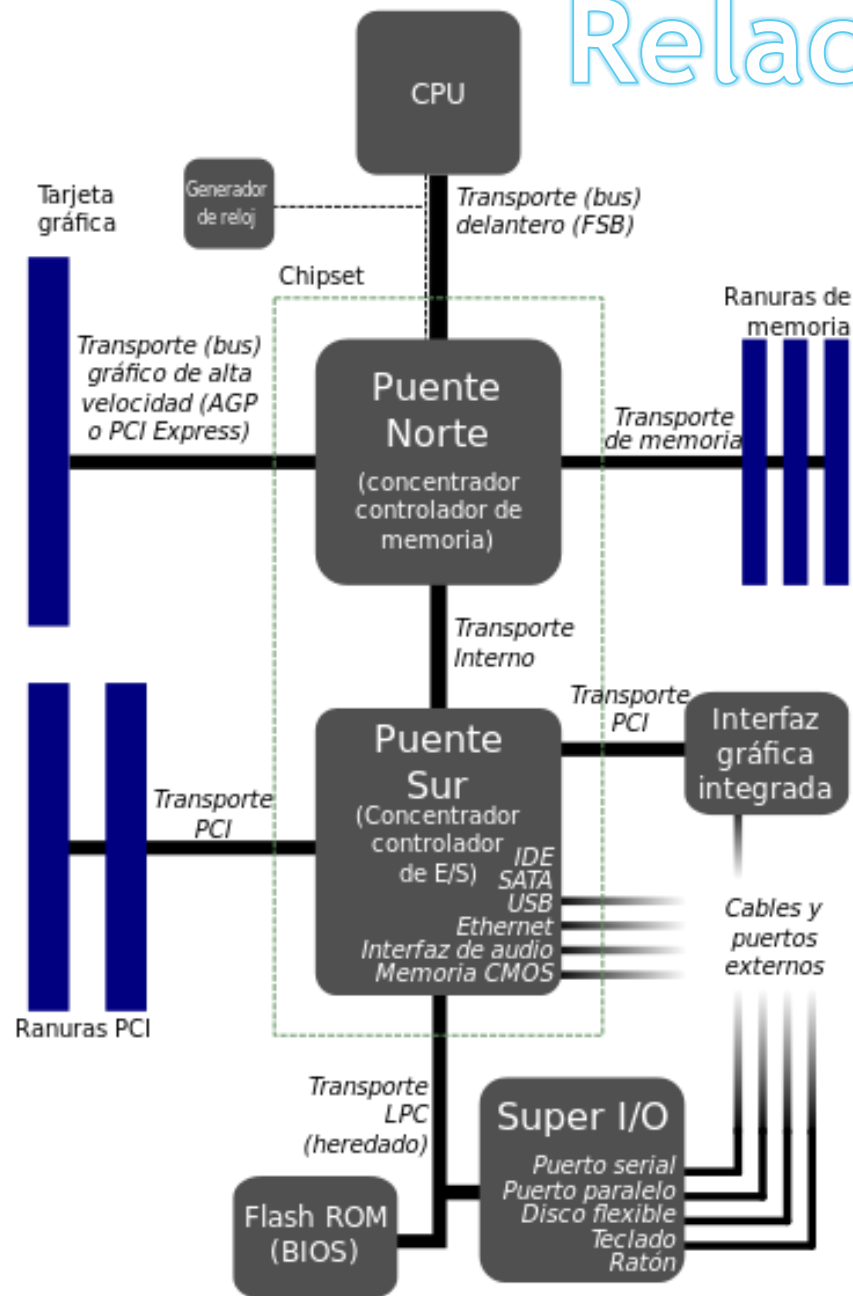 Relac
CPU
Generador
de reloj
Transporte (bus)
delantero (FSB)
Tarjeta
gráfica
Chipset
Ranuras de
memoria
Transporte (bus)
gráfico de alta
velocidad (AGP
o PCI Express)
Puente
Norte
(concentrador
controlador de
memoria)
Transporte
de memoria
Transporte
Interno
Transporte
PCI
Interfaz
gráfica
integrada
Puente
Sur
(Concentrador
controlador
de E/S)
IDE
SATA
USB
Ethernet
Interfaz de audio
Memoria CMOS
Transporte
PCI
Cables y
puertos
externos
Ranuras PCI
Transporte
LPC
(heredado)
Super I/O
Puerto serial
Puerto paralelo
Disco flexible
Teclado
Ratón
Flash ROM
(BIOS)